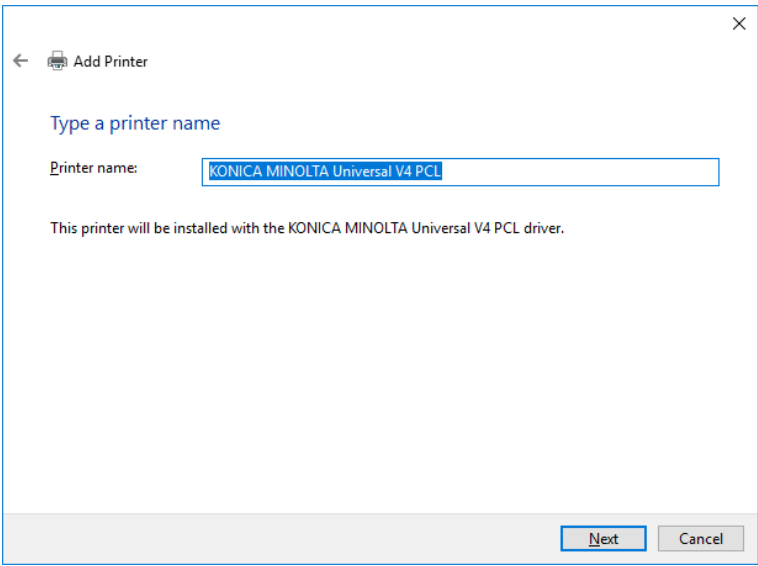 Add Printer
Type a printer name
Printer name:
KONICA MINOLTA Universal V4 PCL
This printer will be installed with the KONICA MINOLTA Universal V4 PCL driver.
Next
Cancel